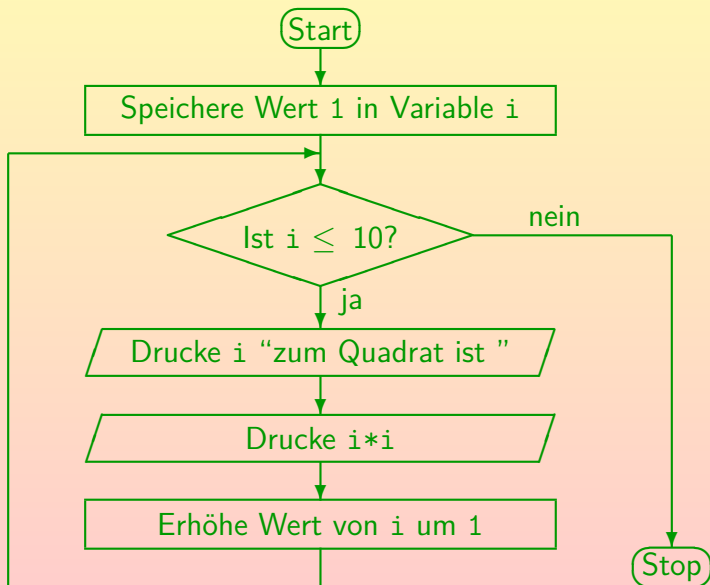 Start
Speichere Wert 1 in Variable i
Ist i ≤ 10?
nein
ja
Drucke i “zum Quadrat ist ”
Drucke i*i
Erhöhe Wert von i um 1
Stop